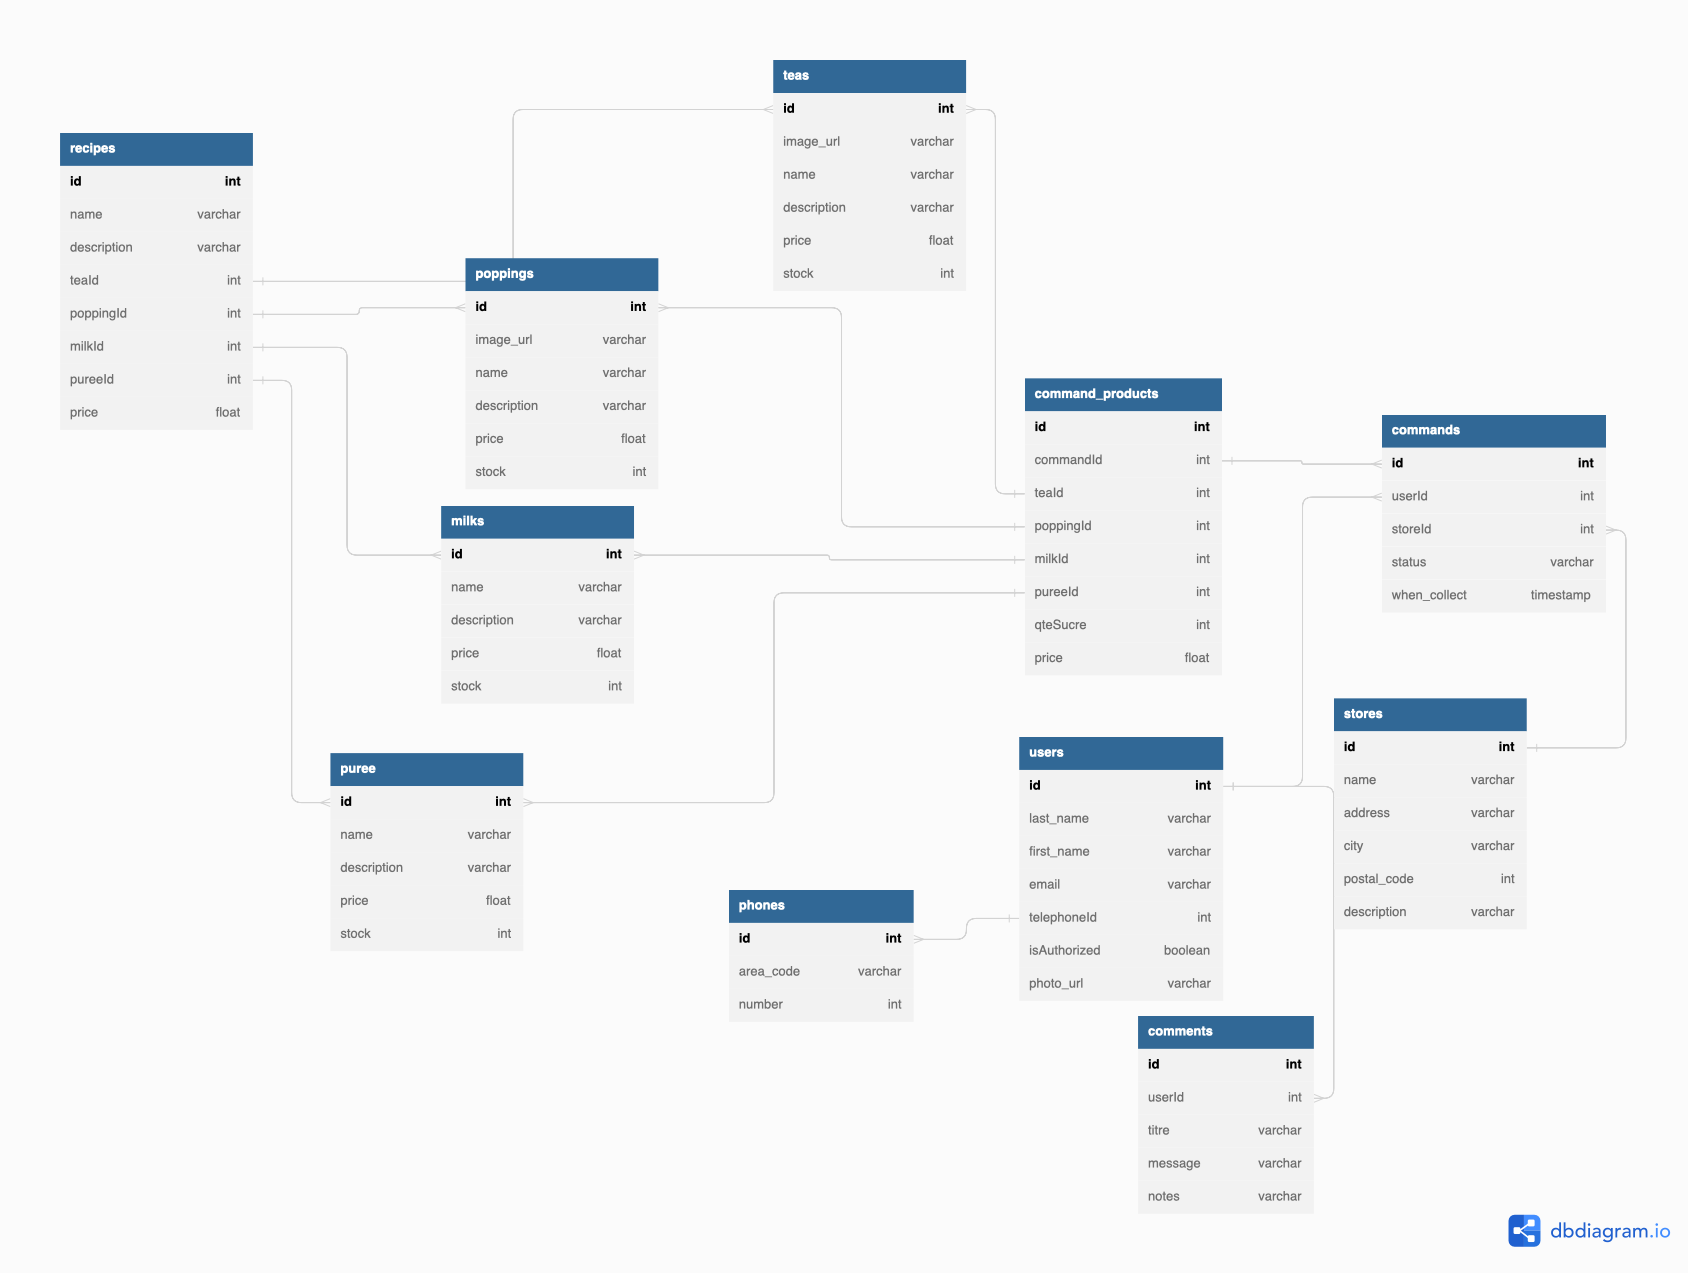 teas
id int
image_url varchar
name varchar
description varchar
price float
stock int
recipes
id int
name varchar
description varchar
teaId int
poppingId int
milkId int
pureeId int
price float
poppings
id int
image_url varchar
name varchar
description varchar
price float
stock int
command_products
id int
commandId int
teaId int
poppingId int
milkId int
pureeId int
qteSucre int
price float
commands
id int
userId int
storeId int
status varchar
when_collect timestamp
milks
id int
name varchar
description varchar
price float
stock int
stores
id int
name varchar
address varchar
city varchar
postal_code int
description varchar
users
id int
last_name varchar
first_name varchar
email varchar
telephoneId int
isAuthorized boolean
photo_url varchar
puree
id int
name varchar
description varchar
price float
stock int
phones
id int
area_code varchar
number int
comments
id int
userId int
titre varchar
message varchar
notes varchar
dbdiagram.io